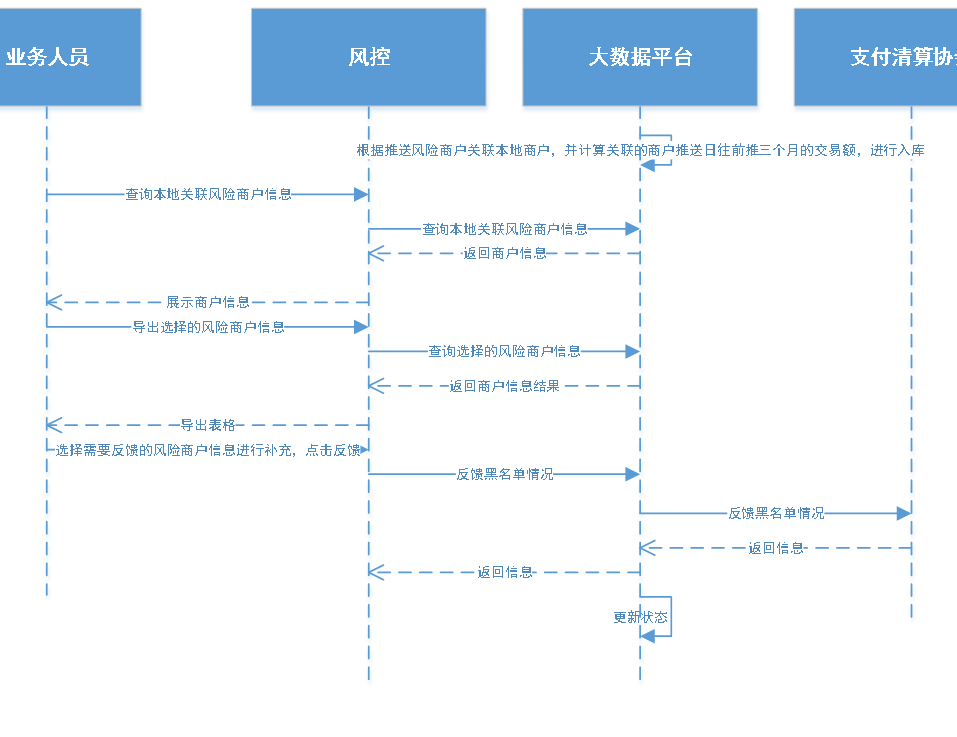 业务人员
风控
大数据平台
支付清算协
根据推送风险商户关联本地商户，并计算关联的商户推送日往前推三个月的交易额，进行入库
查询本地关联风险商户信息
查询本地关联风险商户信息
返回商户信息
展示商户信息
导出选择的风险商户信息
查询选择的风险商户信息
返回商户信息结果
导出表格
选择需要反馈的风险商户信息进行补充，点击反馈
反馈黑名单情况
反馈黑名单情况
返回信息
返回信息
更新状态